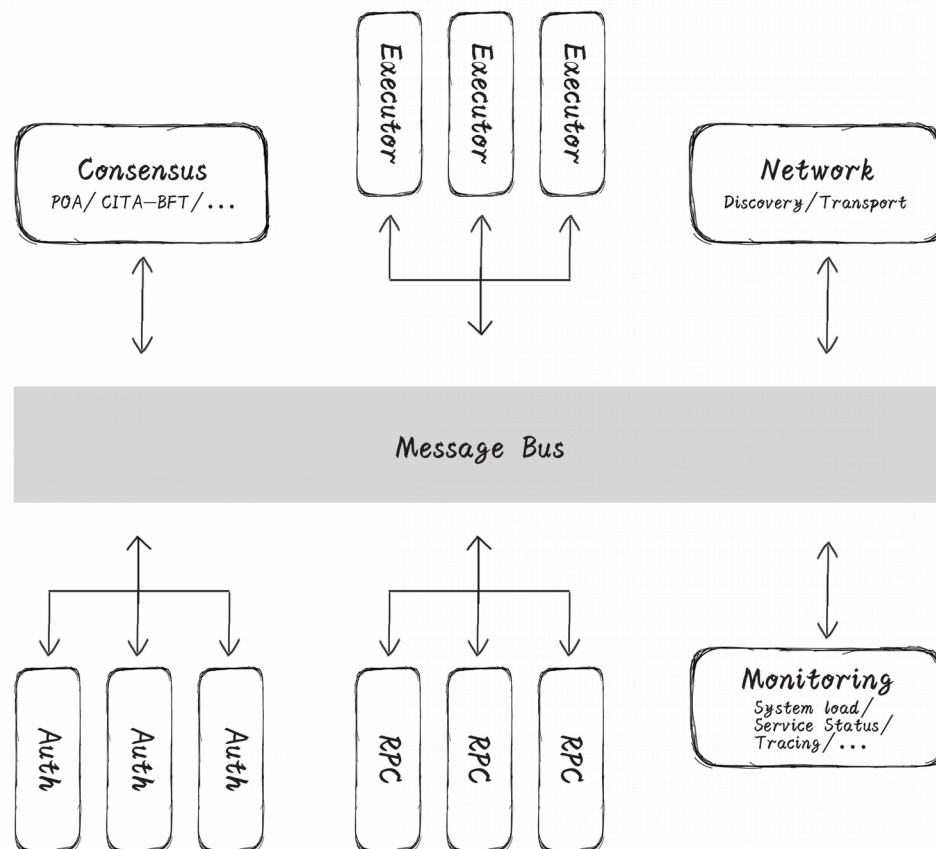 Executor
Executor
Executor
Consensus
POA/CITA-BFT/...
Network
Discovery/Transport
Message Bus
Auth
Auth
Auth
RPC
RPC
RPC
Monitoring
System load/
Service Status/
Tracing/...